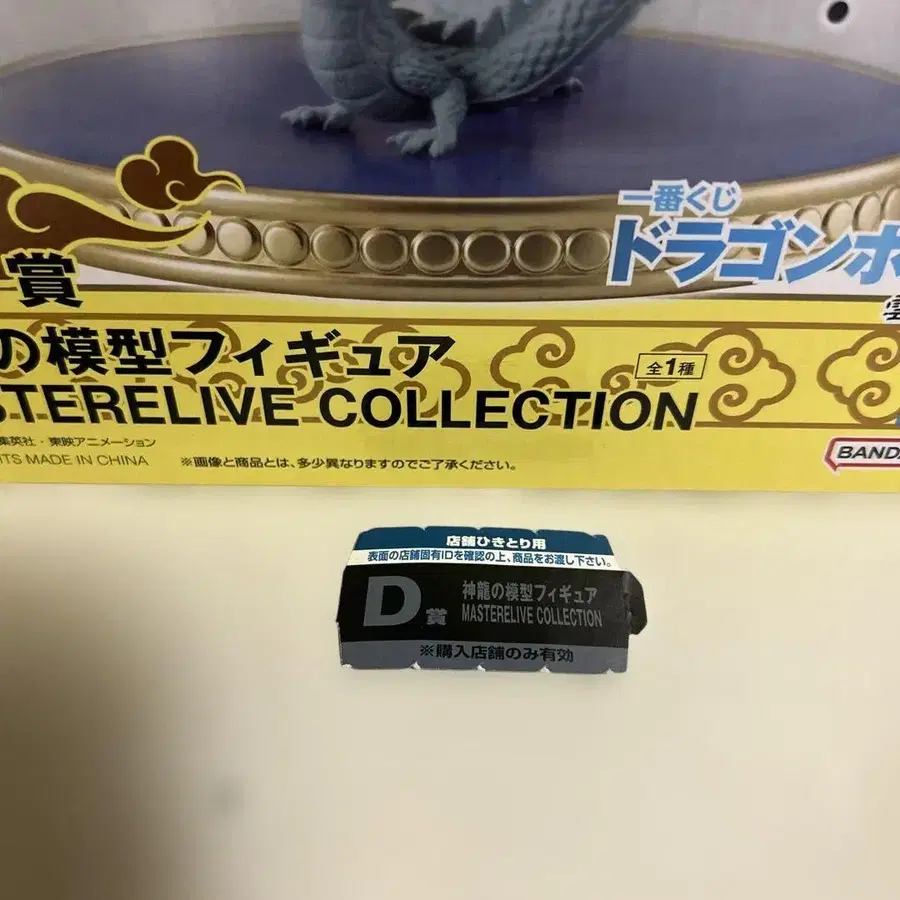 一番くじ
ドラゴンボ
賞
の模型フィギュア
全1種
STERELIVE COLLECTION
集英社・東映アニメーション
TS MADE IN CHINA
※画像と商品とは、多少異なりますのでご了承ください。
BANDA
店舗ひきとり用
表面の店舗固有IDを確認の上、商品をお渡し下さい。
D賞
神龍の模型フィギュア
MASTERELIVE COLLECTION
※購入店舗のみ有効